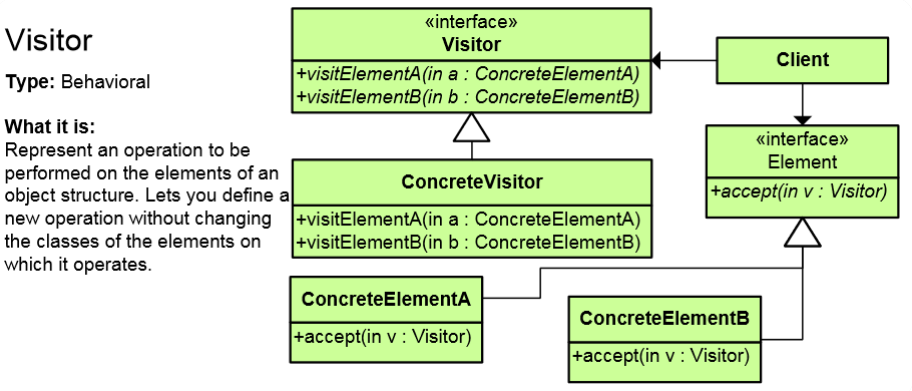 Visitor
Type: Behavioral
What it is:
Represent an operation to be
performed on the elements of an
object structure. Lets you define a
new operation without changing
the classes of the elements on
which it operates.
«interface»
Visitor
+visitElementA(in a : ConcreteElementA)
+visitElementB(in b : ConcreteElementB)
Client
«interface»
Element
+accept(in v : Visitor)
ConcreteVisitor
+visitElementA(in a : ConcreteElementA)
+visitElementB(in b : ConcreteElementB)
ConcreteElementA
+accept(in v : Visitor)
ConcreteElementB
+accept(in v : Visitor)